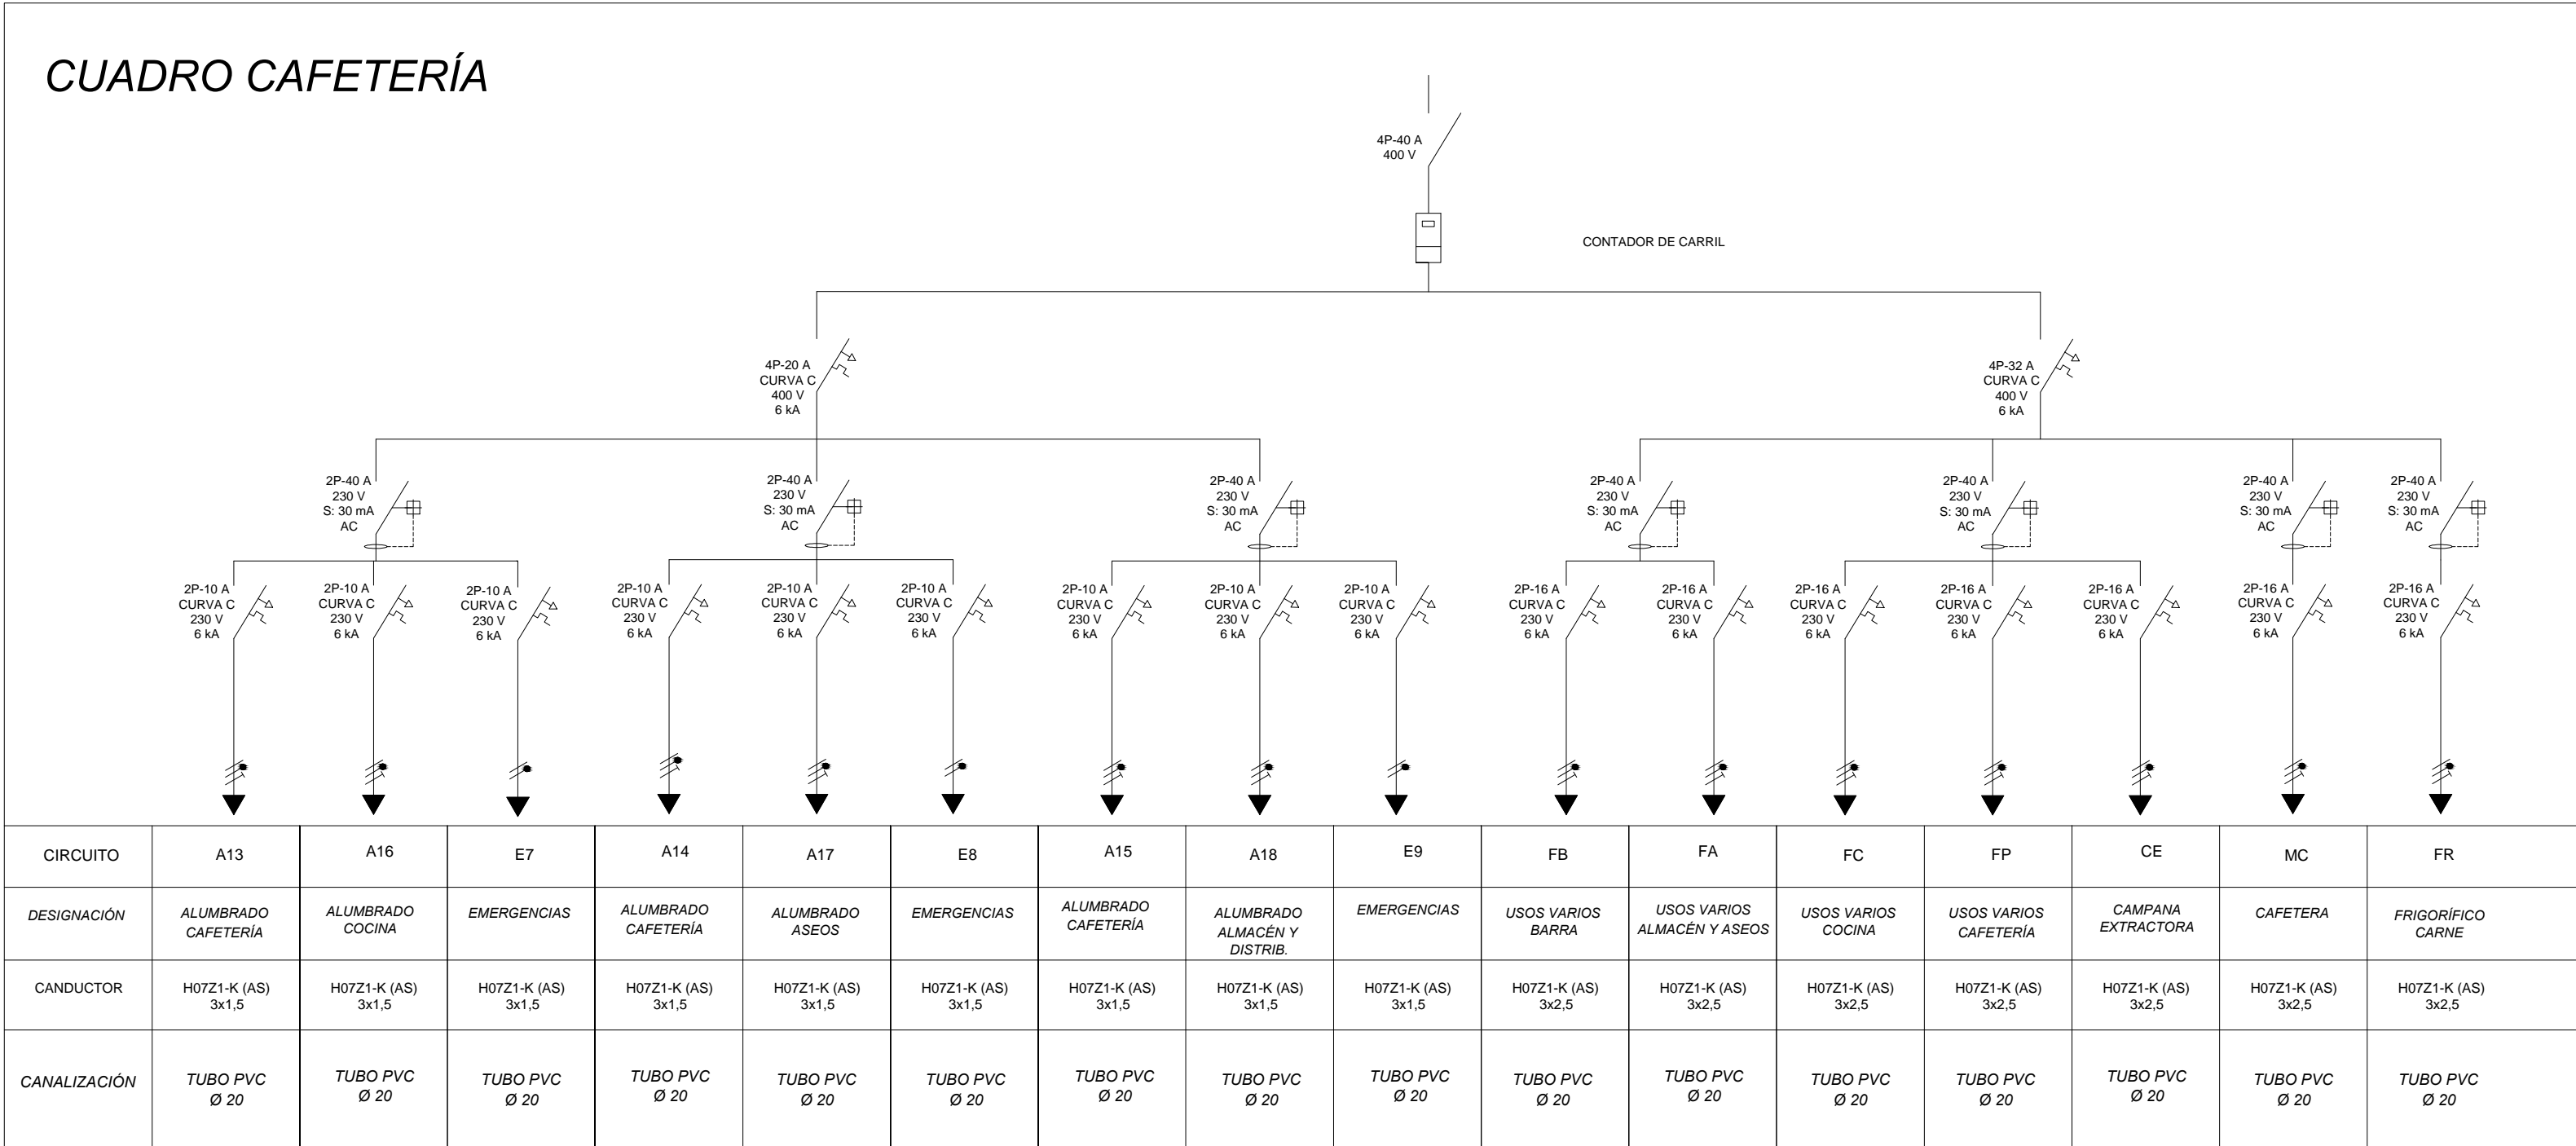 CUADRO CAFETERÍA
4P-40 A
400 V
CONTADOR DE CARRIL
4P-20 A
CURVA C
400 V
6 kA
4P-32 A
CURVA C
400 V
6 kA
2P-40 A
230 V
S: 30 mA
AC
2P-40 A
230 V
S: 30 mA
AC
2P-40 A
230 V
S: 30 mA
AC
2P-40 A
230 V
S: 30 mA
AC
2P-40 A
230 V
S: 30 mA
AC
2P-40 A
230 V
S: 30 mA
AC
2P-40 A
230 V
S: 30 mA
AC
2P-10 A
CURVA C
230 V
6 kA
2P-10 A
CURVA C
230 V
6 kA
2P-10 A
CURVA C
230 V
6 kA
2P-10 A
CURVA C
230 V
6 kA
2P-10 A
CURVA C
230 V
6 kA
2P-10 A
CURVA C
230 V
6 kA
2P-10 A
CURVA C
230 V
6 kA
2P-10 A
CURVA C
230 V
6 kA
2P-10 A
CURVA C
230 V
6 kA
2P-16 A
CURVA C
230 V
6 kA
2P-16 A
CURVA C
230 V
6 kA
2P-16 A
CURVA C
230 V
6 kA
2P-16 A
CURVA C
230 V
6 kA
2P-16 A
CURVA C
230 V
6 kA
2P-16 A
CURVA C
230 V
6 kA
2P-16 A
CURVA C
230 V
6 kA
CIRCUITO
A13
A16
E7
A14
A17
E8
A15
A18
E9
FB
FA
FC
FP
CE
MC
FR
DESIGNACIÓN
ALUMBRADO
CAFETERÍA
ALUMBRADO
COCINA
EMERGENCIAS
ALUMBRADO
CAFETERÍA
ALUMBRADO
ASEOS
EMERGENCIAS
ALUMBRADO
CAFETERÍA
ALUMBRADO
ALMACÉN Y
DISTRIB.
EMERGENCIAS
USOS VARIOS
BARRA
USOS VARIOS
ALMACÉN Y ASEOS
USOS VARIOS
COCINA
USOS VARIOS
CAFETERÍA
CAMPANA
EXTRACTORA
CAFETERA
FRIGORÍFICO
CARNE
CANDUCTOR
H07Z1-K (AS)
3x1,5
H07Z1-K (AS)
3x1,5
H07Z1-K (AS)
3x1,5
H07Z1-K (AS)
3x1,5
H07Z1-K (AS)
3x1,5
H07Z1-K (AS)
3x1,5
H07Z1-K (AS)
3x1,5
H07Z1-K (AS)
3x1,5
H07Z1-K (AS)
3x1,5
H07Z1-K (AS)
3x2,5
H07Z1-K (AS)
3x2,5
H07Z1-K (AS)
3x2,5
H07Z1-K (AS)
3x2,5
H07Z1-K (AS)
3x2,5
H07Z1-K (AS)
3x2,5
H07Z1-K (AS)
3x2,5
CANALIZACIÓN
TUBO PVC
Ø 20
TUBO PVC
Ø 20
TUBO PVC
Ø 20
TUBO PVC
Ø 20
TUBO PVC
Ø 20
TUBO PVC
Ø 20
TUBO PVC
Ø 20
TUBO PVC
Ø 20
TUBO PVC
Ø 20
TUBO PVC
Ø 20
TUBO PVC
Ø 20
TUBO PVC
Ø 20
TUBO PVC
Ø 20
TUBO PVC
Ø 20
TUBO PVC
Ø 20
TUBO PVC
Ø 20